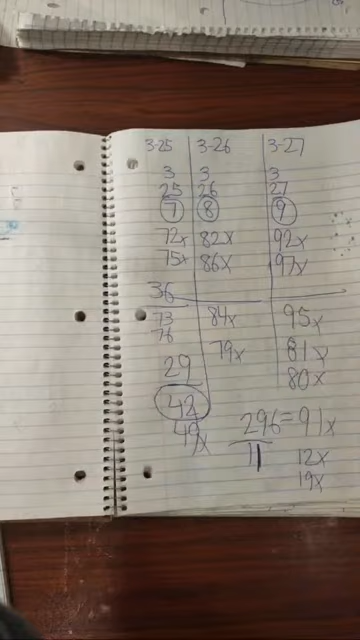 3-25 3-26 3-27
3 3 3
25 26 27
7 8 9
72x 82x 92x
75x 86x 97x
36
73 84x 95x
76
79x 81x
29
80x
42
49x
296 = 91x
11
12x
19x